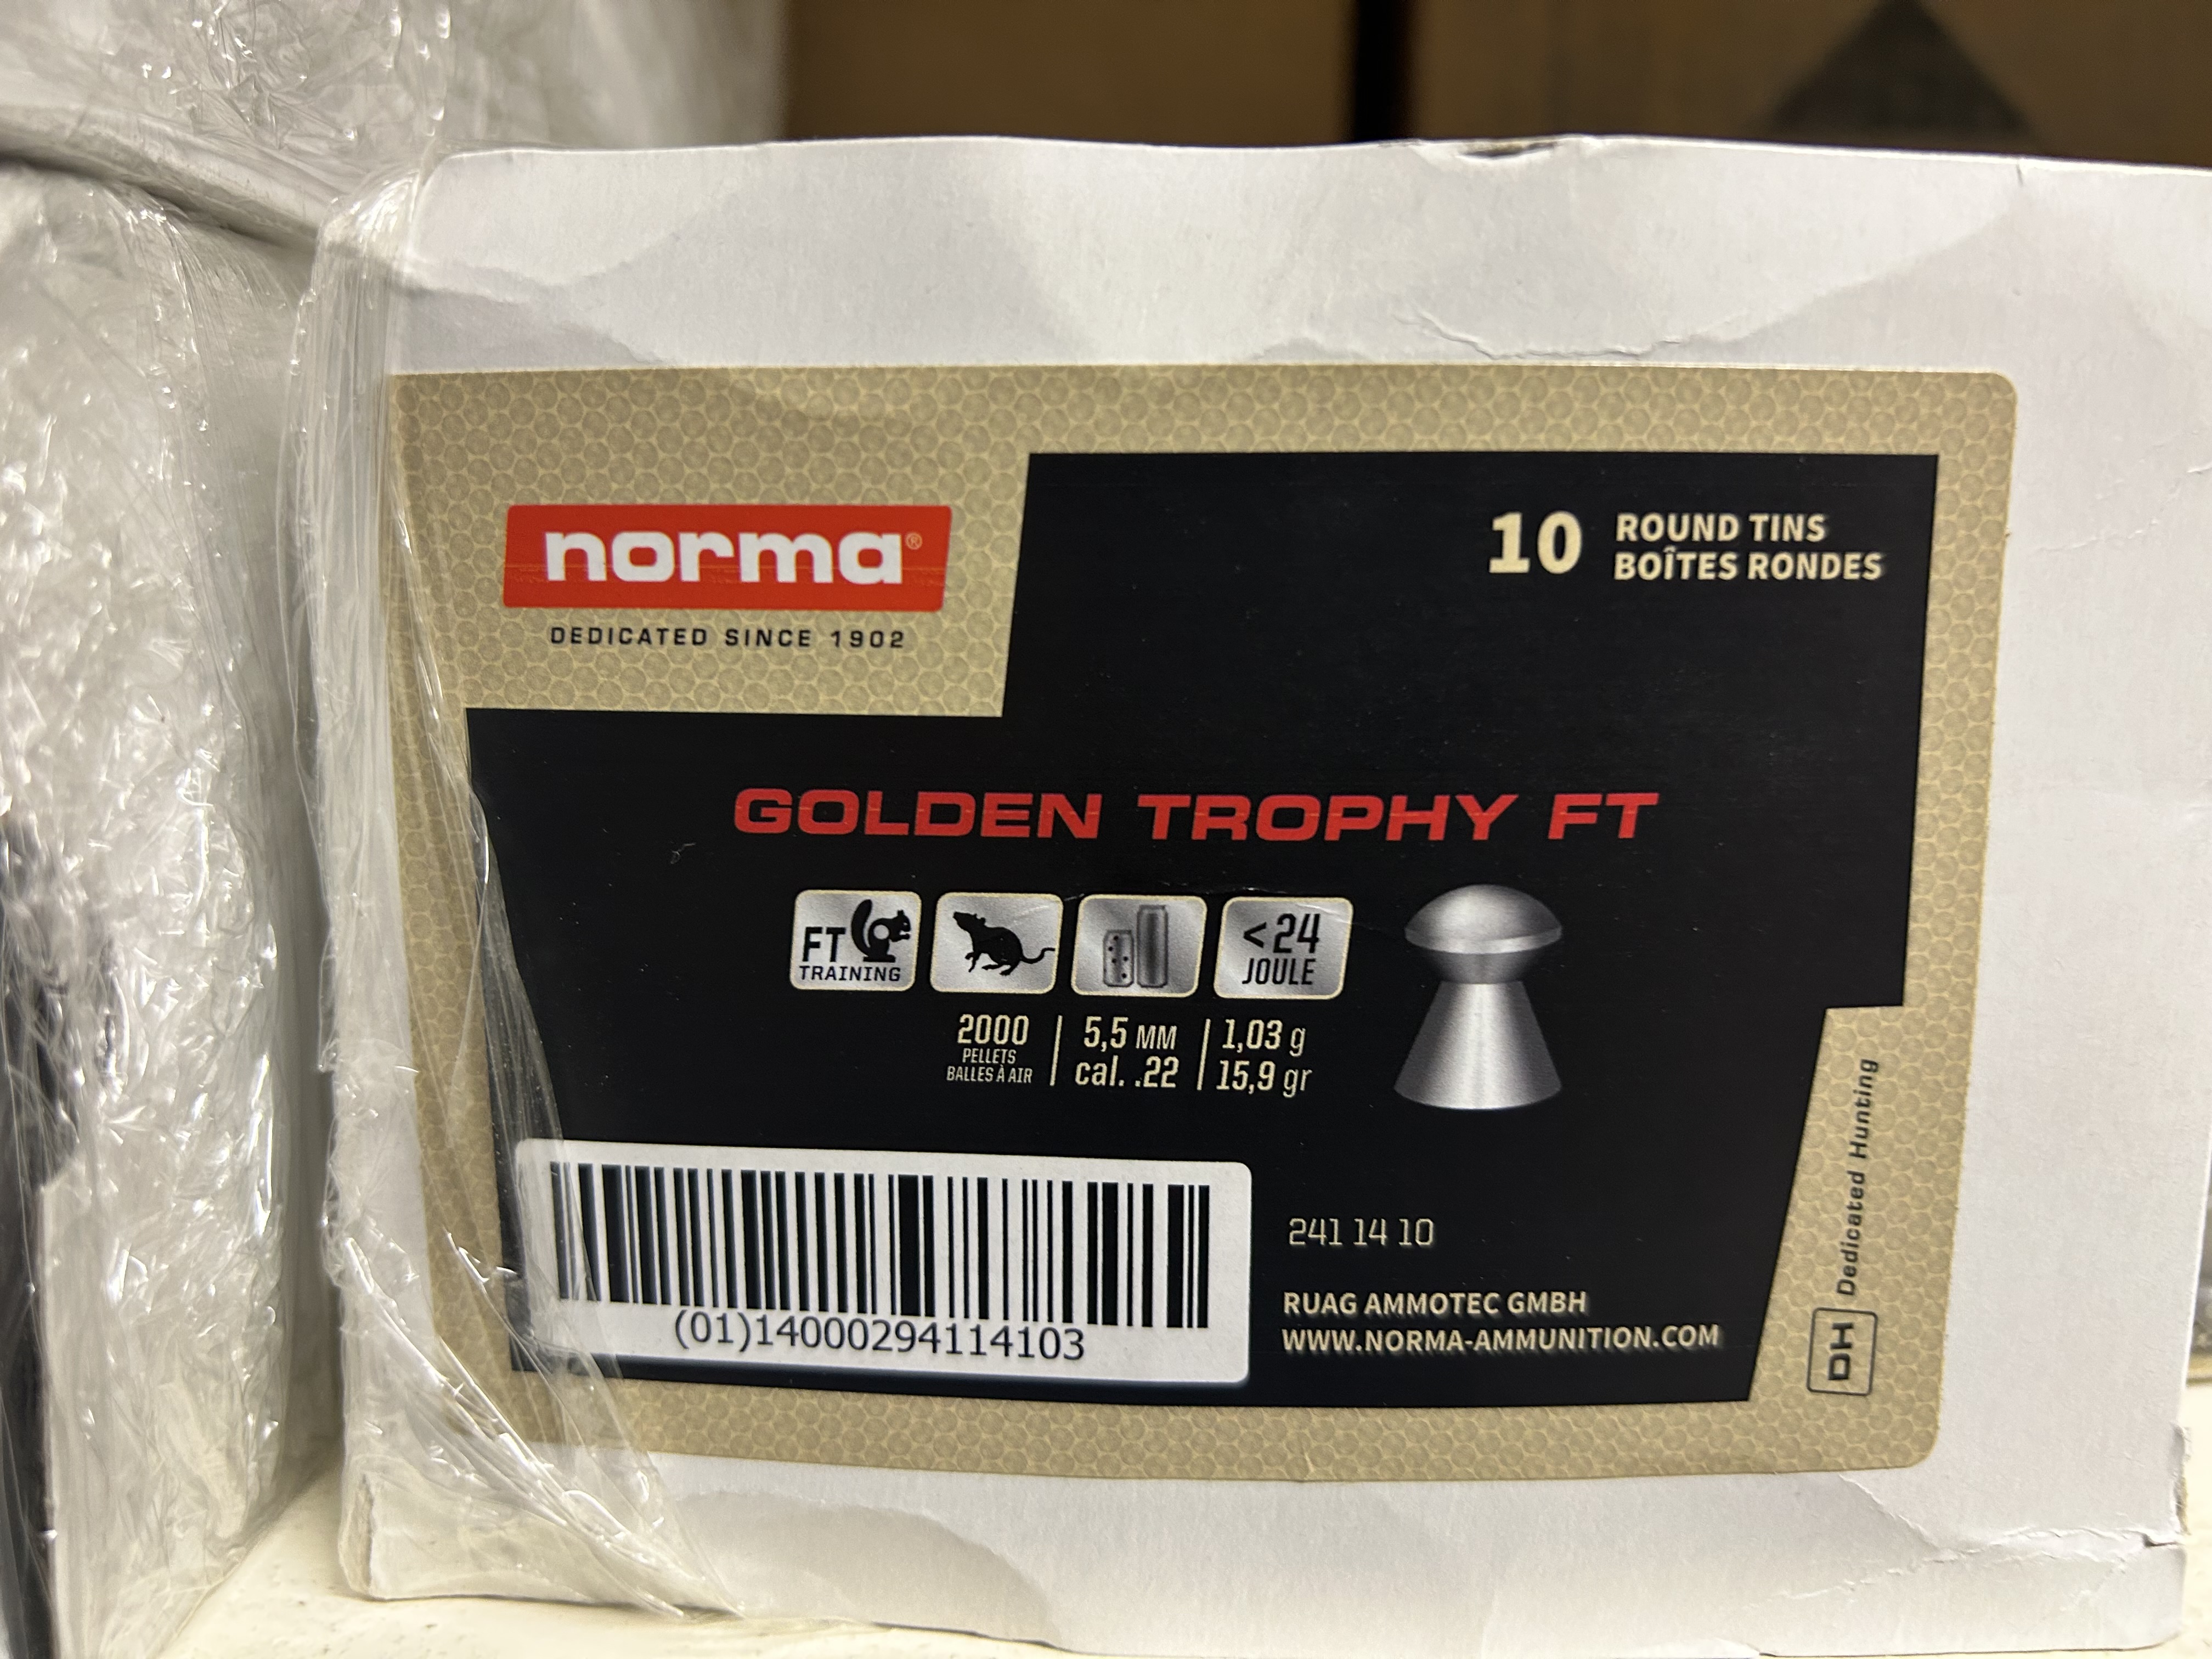 norma®
DEDICATED SINCE 1902
10 ROUND TINS
BOÎTES RONDES
GOLDEN TROPHY FT
FT
TRAINING
<24
JOULE
2000
PELLETS
BALLES À AIR
5,5 MM
cal. .22
1,03 g
15,9 gr
(01)14000294114103
241 14 10
RUAG AMMOTEC GMBH
WWW.NORMA-AMMUNITION.COM
DH Dedicated Hunting